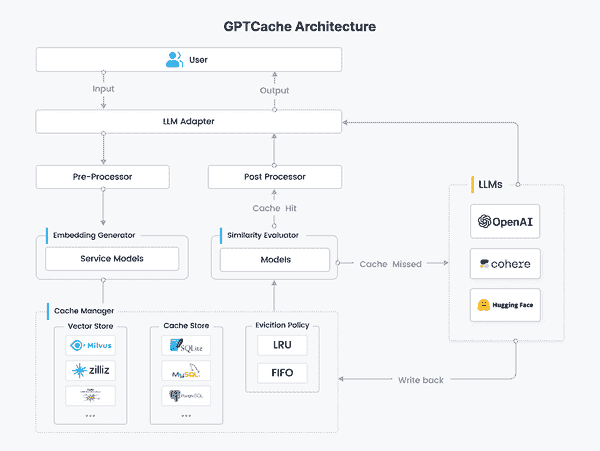 GPTCache Architecture
User
Input
Output
LLM Adapter
Pre-Processor
Post Processor
LLMs
Cache Hit
OpenAI
Embedding Generator
Similarity Evaluator
Service Models
Models
Cache Missed
cohere
Hugging Face
Cache Manager
Vector Store
Cache Store
Evicition Policy
Milvus
SQLite
LRU
zilliz
MySQL
FIFO
Write back
PostgreSQL
...
...